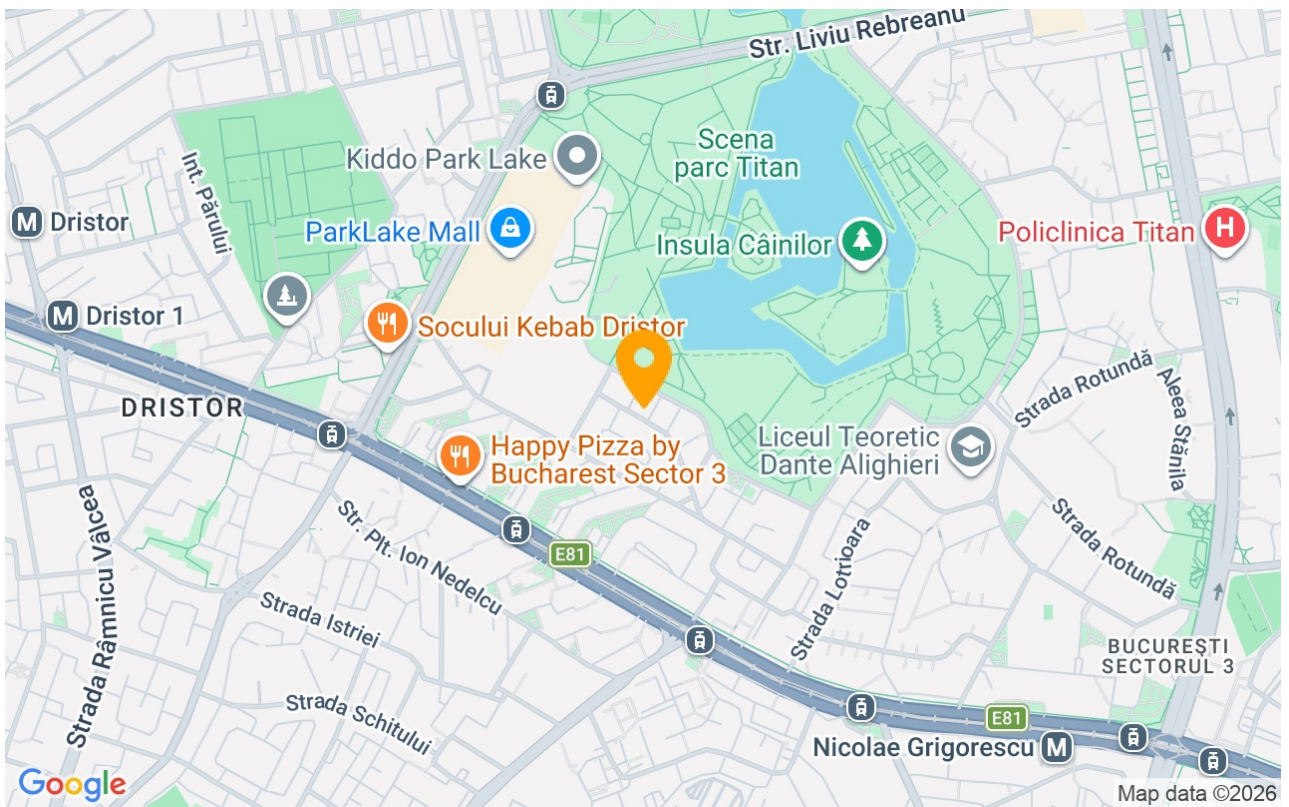 Str. Liviu Rebreanu
Kiddo Park Lake
Scena
parc Titan
Int. Părului
M Dristor
ParkLake Mall
Insula Câinilor
Policlinica Titan
H
M Dristor 1
Socului Kebab Dristor
DRISTOR
Strada Rotundă
Aleea Stănila
Happy Pizza by
Bucharest Sector 3
Liceul Teoretic
Dante Alighieri
Strada Râmnicu Vâlcea
Str. Plt. Ion Nedelcu
E81
Strada Lotrioara
Strada Rotundă
Strada Istriei
BUCUREȘTI
SECTORUL 3
Strada Schitului
E81
Nicolae Grigorescu M
Google
Map data ©2026